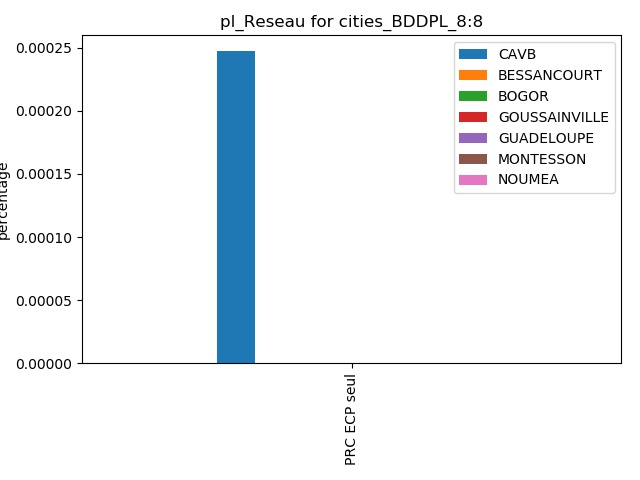 pl_Reseau for cities_BDDPL_8:8
0.00025
0.00020
0.00015
0.00010
0.00005
0.00000
percentage
PRC ECP seul
CAVB
BESSANCOURT
BOGOR
GOUSSAINVILLE
GUADELOUPE
MONTESSON
NOUMEA